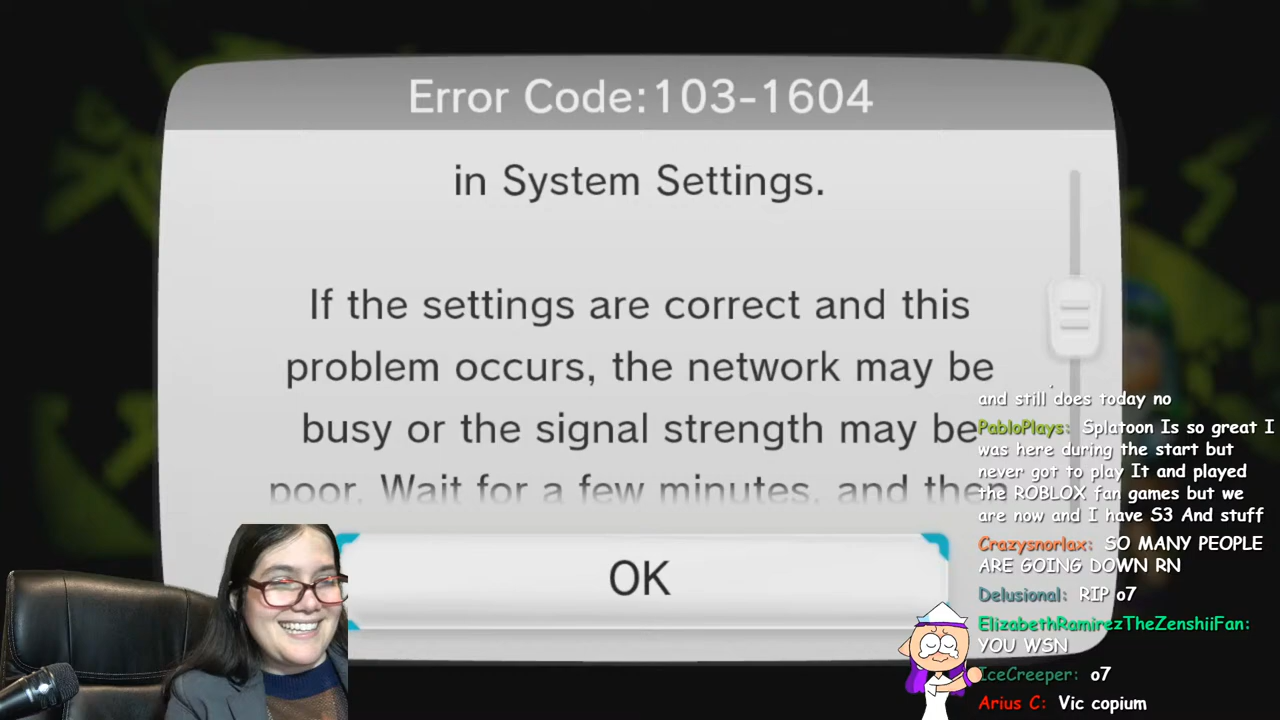 Error Code:103-1604
in System Settings.
If the settings are correct and this
problem occurs, the network may be
busy or the signal strength may be
poor. Wait for a few minutes, and then
OK
and still does today no
PabloPlays: Splatoon Is so great I
was here during the start but
never got to play It and played
the ROBLOX fan games but we
are now and I have S3 And stuff
Crazysnorlax: SO MANY PEOPLE
ARE GOING DOWN RN
Delusional: RIP o7
ElizabethRamirezTheZenshiiFan:
YOU WSN
IceCreeper: o7
Arius C: Vic copium